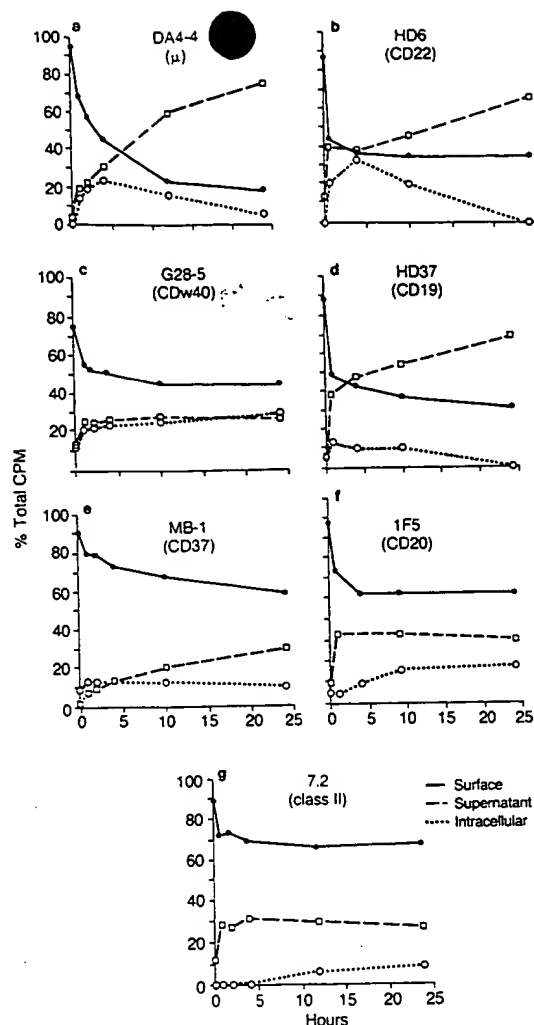 a
DA4-4
(μ)
100
80
60
40
20
0
b
HD6
(CD22)
c
G28-5
(CDw40)
100
80
60
40
20
d
HD37
(CD19)
% Total CPM
e
MB-1
(CD37)
100
80
60
40
20
0
0 5 10 15 20 25
f
1F5
(CD20)
0 5 10 15 20 25
Hours
g
7.2
(class II)
100
80
60
40
20
0
0 5 10 15 20 25
Hours
Surface
Supernatant
Intracellular